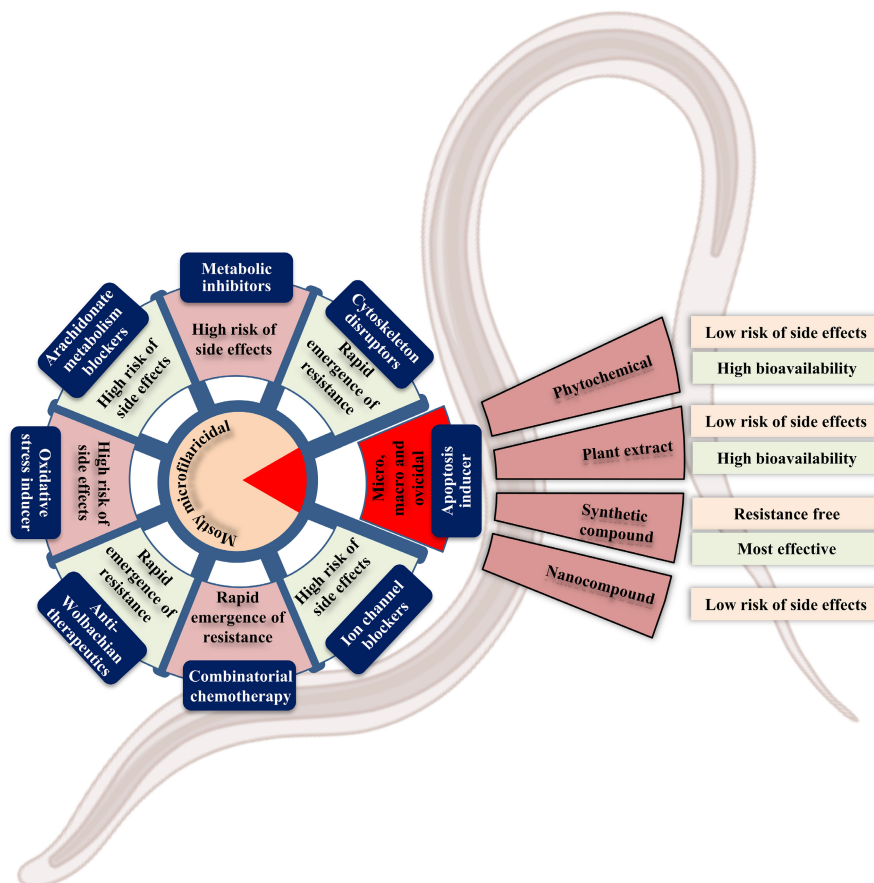 Metabolic
inhibitors
High risk of
side effects
Cytoskeleton
disruptors
Rapid
emergence of
resistance
Apoptosis
inducer
Micro,
macro and
ovicidal
Ion channel
blockers
High risk of
side effects
Combinatorial
chemotherapy
Rapid
emergence of
resistance
Anti-
Wolbachian
therapeutics
Rapid
emergence of
resistance
Oxidative
stress inducer
High risk of
side effects
Arachidonate
metabolism
blockers
High risk of
side effects
Mostly microfilaricidal
Phytochemical
Low risk of side effects
High bioavailability
Plant extract
Low risk of side effects
High bioavailability
Synthetic
compound
Resistance free
Most effective
Nanocompound
Low risk of side effects